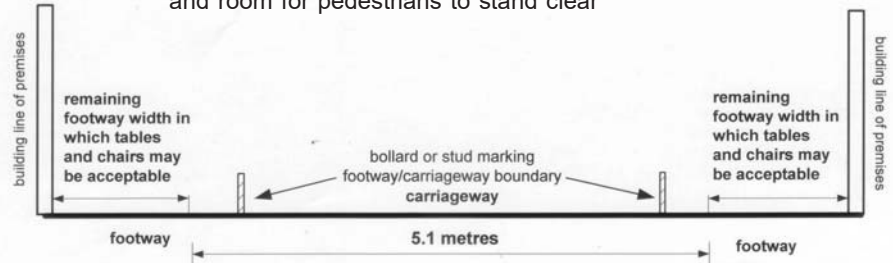 and room for pedestrians to stand clear
building line of premises
remaining
footway width in
which tables
and chairs may
be acceptable
bollard or stud marking
footway/carriageway boundary
carriageway
remaining
footway width in
which tables
and chairs may
be acceptable
building line of premises
footway
5.1 metres
footway